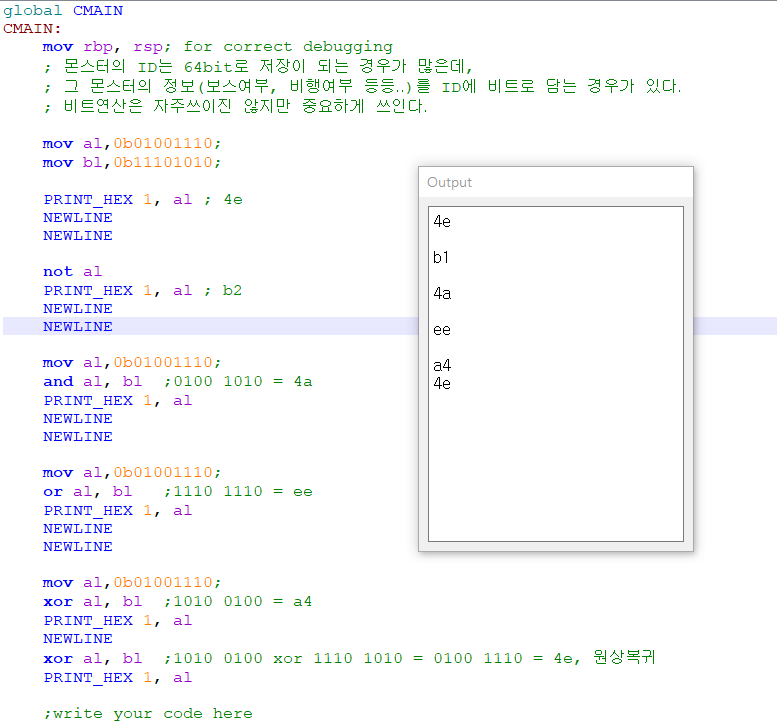 global CMAIN
CMAIN:
    mov rbp, rsp; for correct debugging
    ; 몬스터의 ID는 64bit로 저장이 되는 경우가 많은데,
    ; 그 몬스터의 정보(보스여부, 비행여부 등등..)를 ID에 비트로 담는 경우가 있다.
    ; 비트연산은 자주쓰이진 않지만 중요하게 쓰인다.
    mov al,0b01001110;
    mov bl,0b11101010;
    PRINT_HEX 1, al ; 4e
    NEWLINE
    NEWLINE
    not al
    PRINT_HEX 1, al ; b2
    NEWLINE
    NEWLINE
    mov al,0b01001110;
    and al, bl  ;0100 1010 = 4a
    PRINT_HEX 1, al
    NEWLINE
    NEWLINE
    mov al,0b01001110;
    or al, bl   ;1110 1110 = ee
    PRINT_HEX 1, al
    NEWLINE
    NEWLINE
    mov al,0b01001110;
    xor al, bl  ;1010 0100 = a4
    PRINT_HEX 1, al
    NEWLINE
    xor al, bl  ;1010 0100 xor 1110 1010 = 0100 1110 = 4e, 원상복귀
    PRINT_HEX 1, al
    ;write your code here
Output
4e
b1
4a
ee
a4
4e